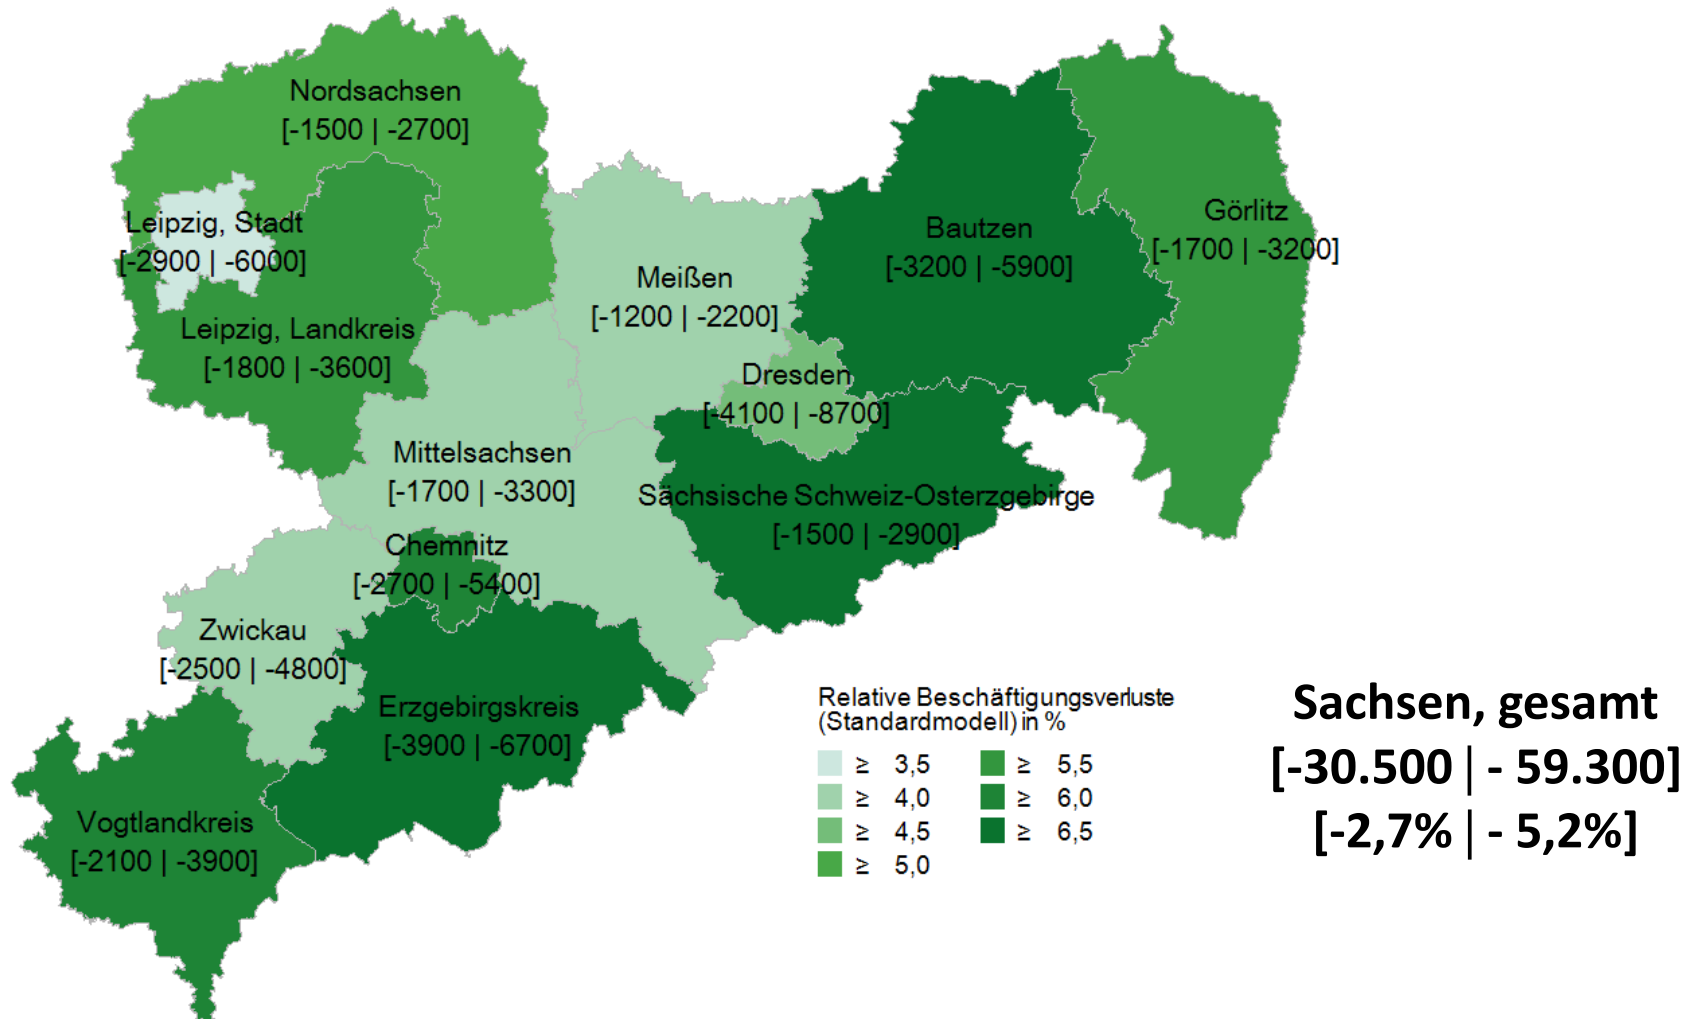 Nordsachsen
[-1500 | -2700]
Leipzig, Stadt
[-2900 | -6000]
Leipzig, Landkreis
[-1800 | -3600]
Meißen
[-1200 | -2200]
Bautzen
[-3200 | -5900]
Görlitz
[-1700 | -3200]
Dresden
[-4100 | -8700]
Mittelsachsen
[-1700 | -3300]
Sächsische Schweiz-Osterzgebirge
[-1500 | -2900]
Chemnitz
[-2700 | -5400]
Zwickau
[-2500 | -4800]
Erzgebirgskreis
[-3900 | -6700]
Vogtlandkreis
[-2100 | -3900]
Relative Beschäftigungsverluste
(Standardmodell) in %
≥ 3,5
≥ 4,0
≥ 4,5
≥ 5,0
≥ 5,5
≥ 6,0
≥ 6,5
Sachsen, gesamt
[-30.500 | - 59.300]
[-2,7% | - 5,2%]